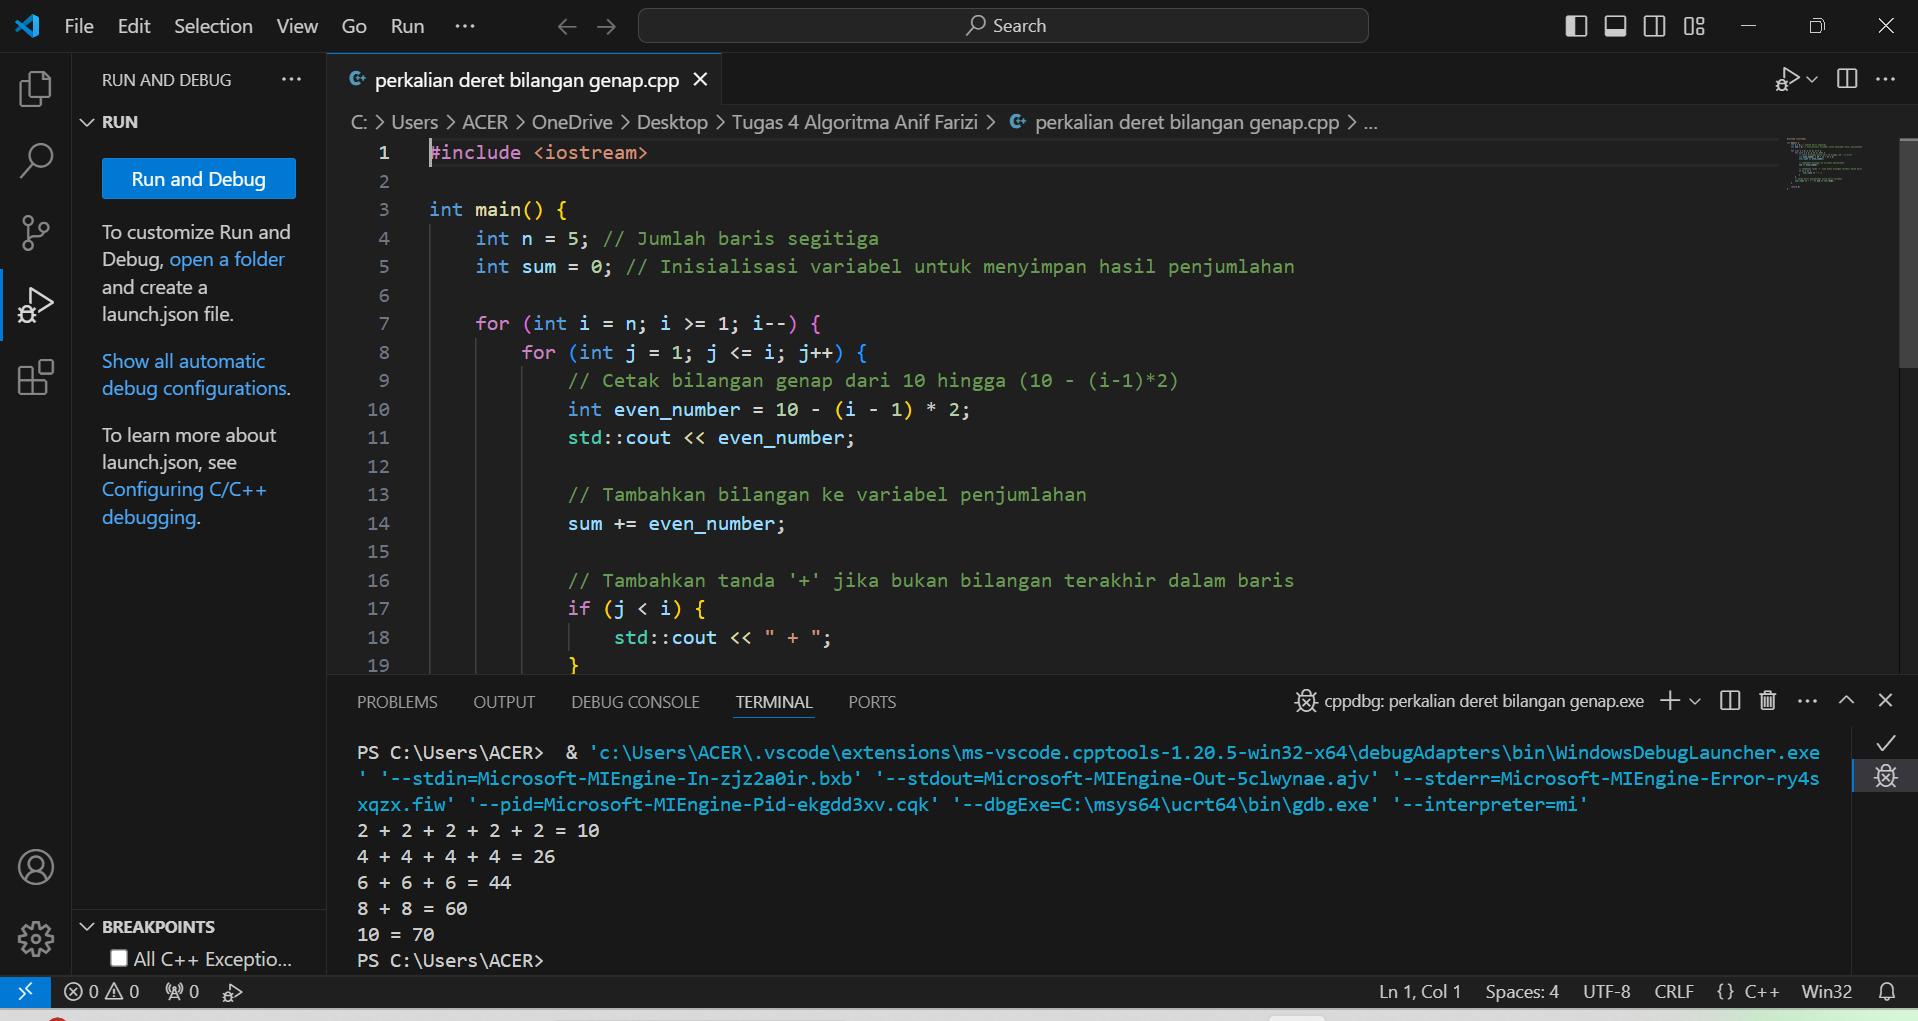 File Edit Selection View Go Run ··· Search
RUN AND DEBUG ···
RUN
Run and Debug
To customize Run and
Debug, open a folder
and create a
launch.json file.
Show all automatic
debug configurations.
To learn more about
launch.json, see
Configuring C/C++
debugging.
BREAKPOINTS
All C++ Exceptio...
perkalian deret bilangan genap.cpp
C: > Users > ACER > OneDrive > Desktop > Tugas 4 Algoritma Anif Farizi > perkalian deret bilangan genap.cpp > ...
1 #include <iostream>
2
3 int main() {
4 int n = 5; // Jumlah baris segitiga
5 int sum = 0; // Inisialisasi variabel untuk menyimpan hasil penjumlahan
6
7 for (int i = n; i >= 1; i--) {
8 for (int j = 1; j <= i; j++) {
9 // Cetak bilangan genap dari 10 hingga (10 - (i-1)*2)
10 int even_number = 10 - (i - 1) * 2;
11 std::cout << even_number;
12
13 // Tambahkan bilangan ke variabel penjumlahan
14 sum += even_number;
15
16 // Tambahkan tanda '+' jika bukan bilangan terakhir dalam baris
17 if (j < i) {
18 std::cout << " + ";
19 }
PROBLEMS OUTPUT DEBUG CONSOLE TERMINAL PORTS cppdbg: perkalian deret bilangan genap.exe
PS C:\Users\ACER>  & 'c:\Users\ACER\.vscode\extensions\ms-vscode.cpptools-1.20.5-win32-x64\debugAdapters\bin\WindowsDebugLauncher.exe
' '--stdin=Microsoft-MIEngine-In-zjz2a0ir.bxb' '--stdout=Microsoft-MIEngine-Out-5clwynae.ajv' '--stderr=Microsoft-MIEngine-Error-ry4s
xqzx.fiw' '--pid=Microsoft-MIEngine-Pid-ekgdd3xv.cqk' '--dbgExe=C:\msys64\ucrt64\bin\gdb.exe' '--interpreter=mi'
2 + 2 + 2 + 2 + 2 = 10
4 + 4 + 4 + 4 = 26
6 + 6 + 6 = 44
8 + 8 = 60
10 = 70
PS C:\Users\ACER>
0 0 0 Ln 1, Col 1 Spaces: 4 UTF-8 CRLF {} C++ Win32